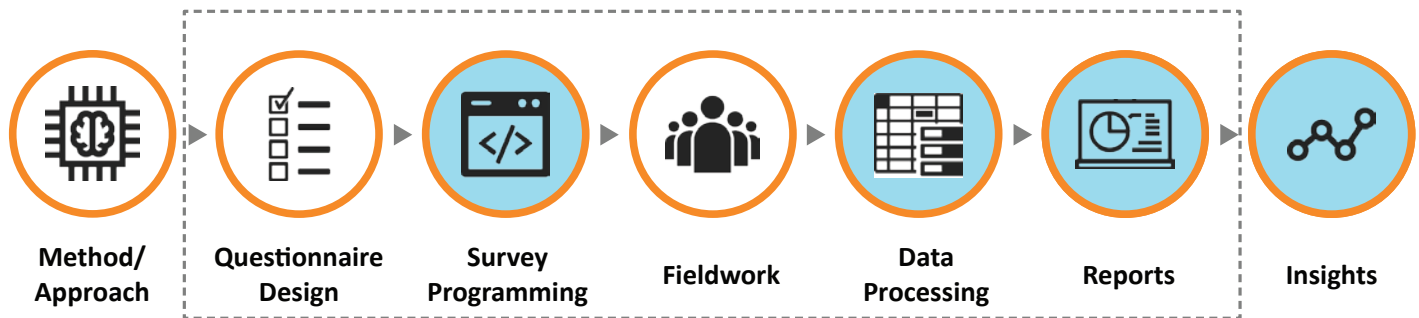 Method/
Approach
Questionnaire
Design
Survey
Programming
Fieldwork
Data
Processing
Reports
Insights